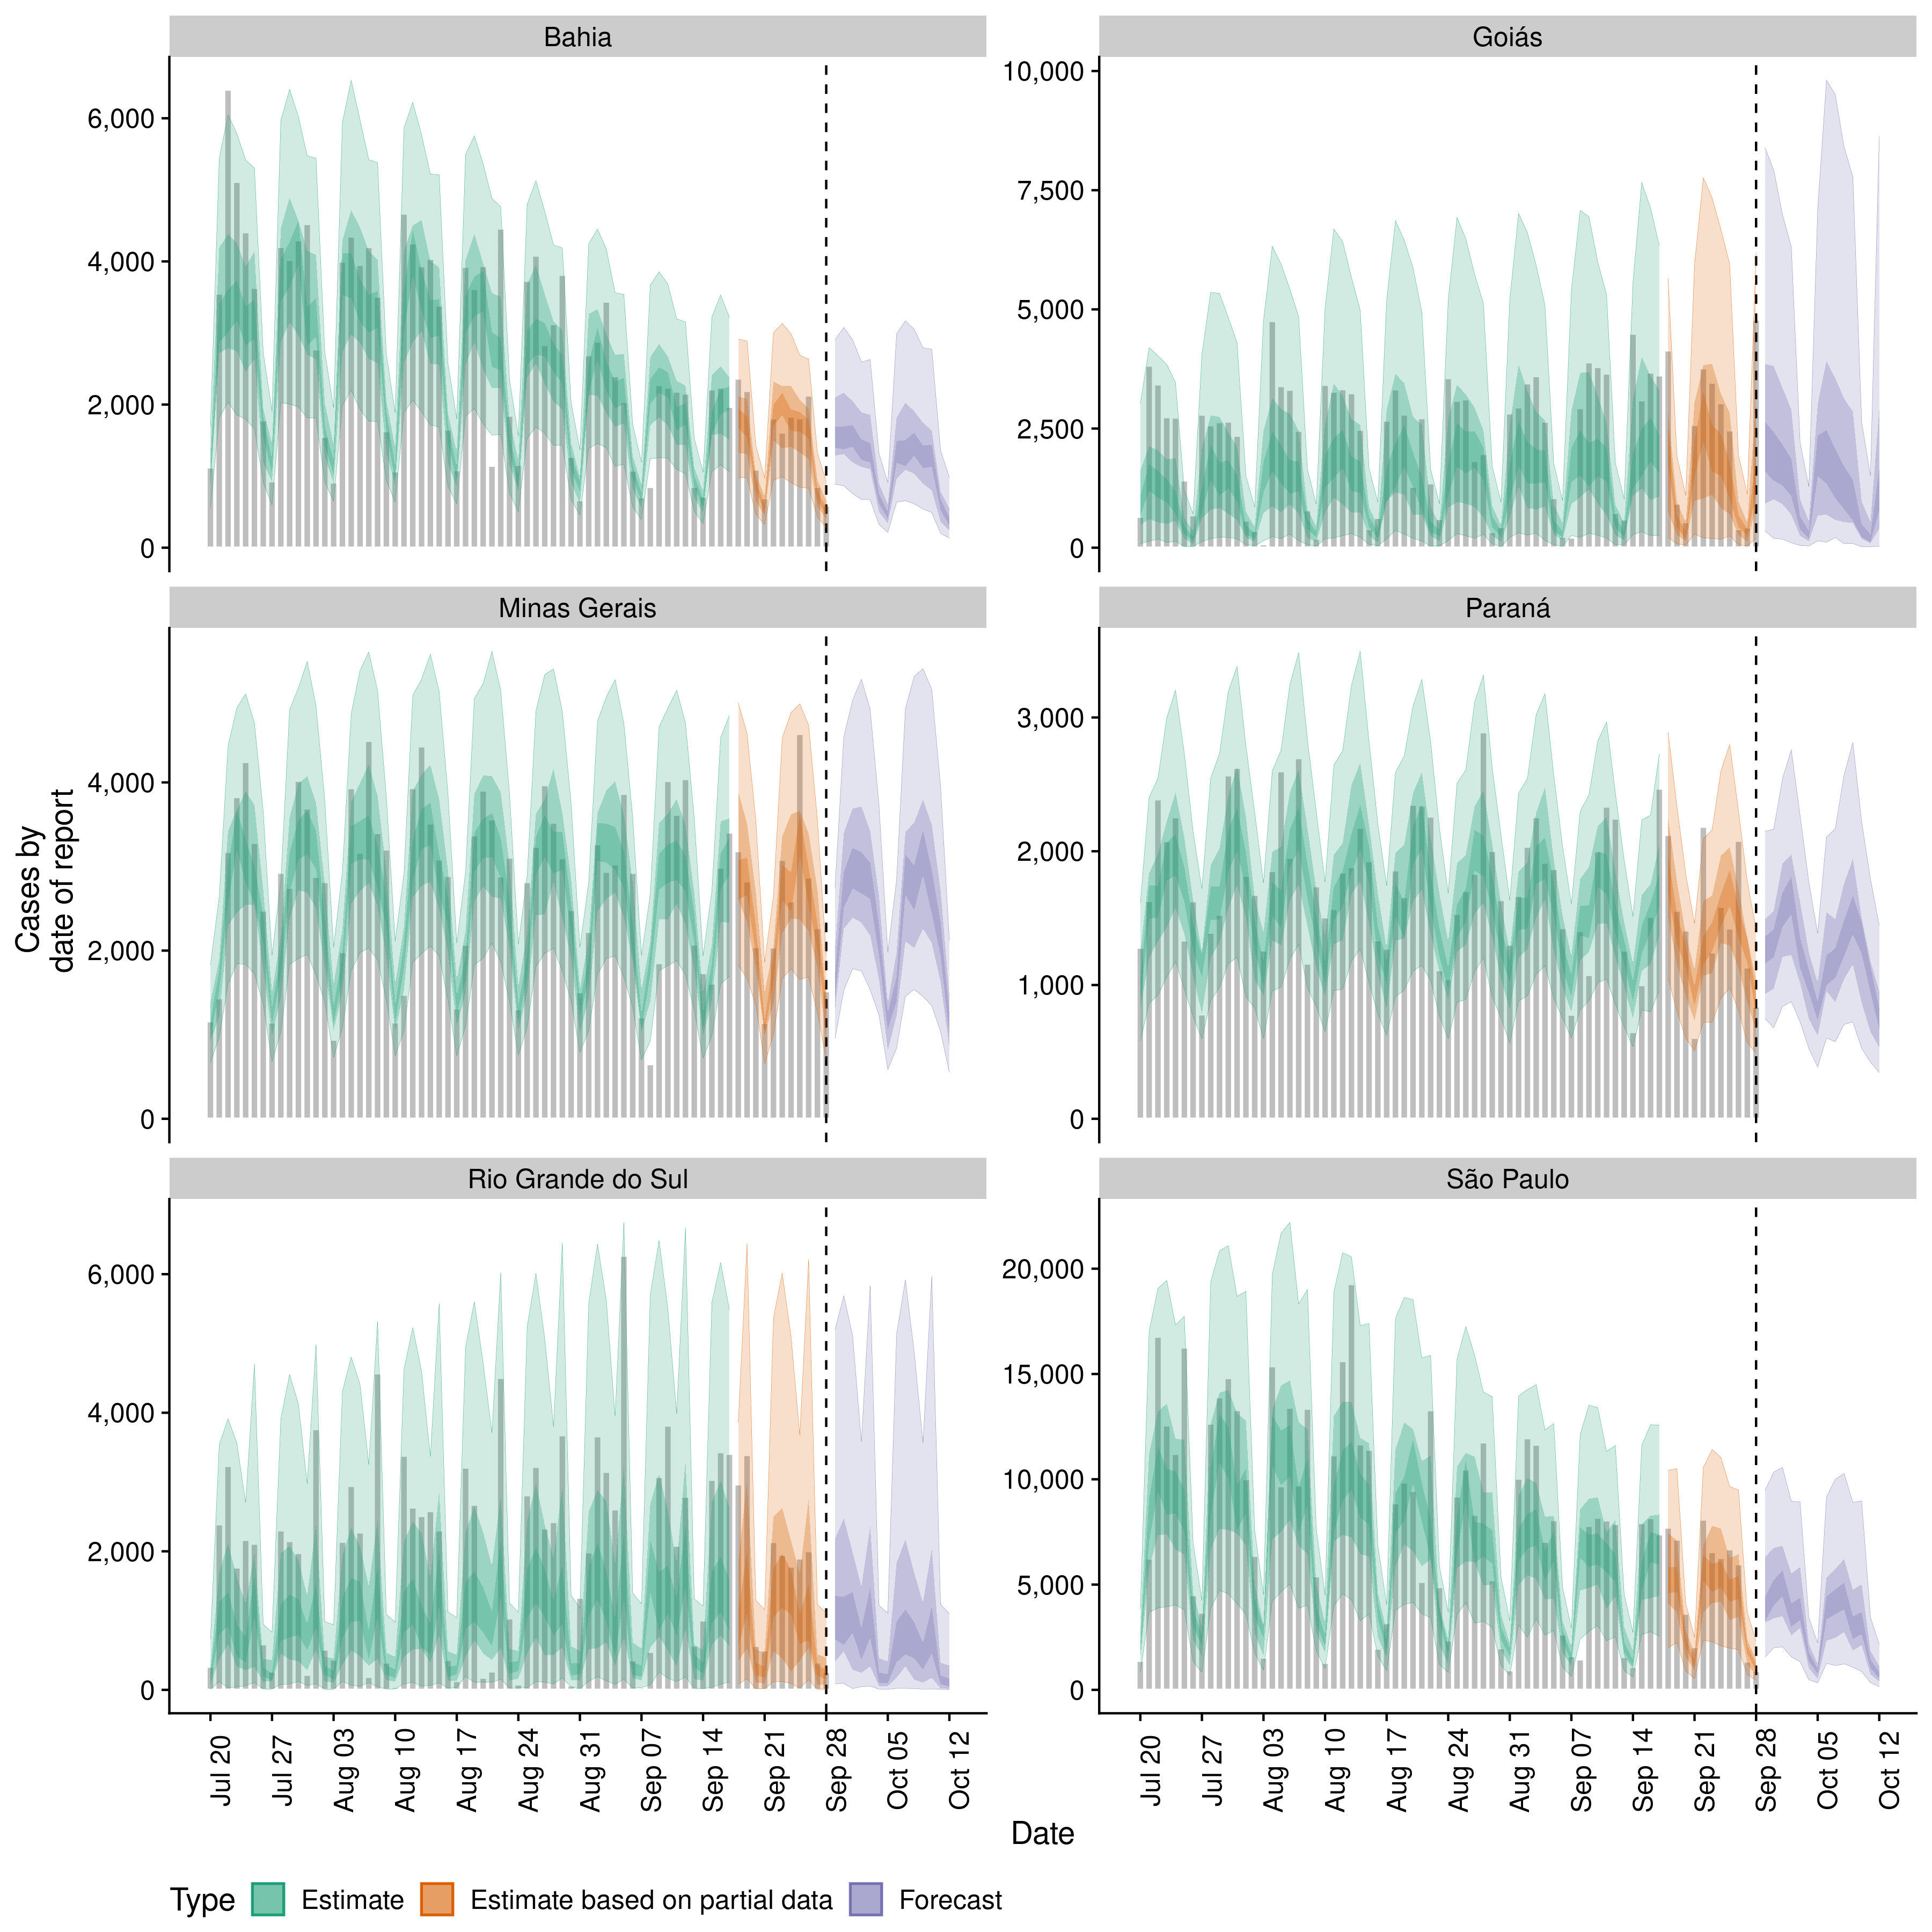 Bahia
Goiás
6,000
4,000
2,000
0
10,000
7,500
5,000
2,500
0
Minas Gerais
Paraná
4,000
2,000
0
3,000
2,000
1,000
0
Cases by
date of report
Rio Grande do Sul
São Paulo
6,000
4,000
2,000
0
20,000
15,000
10,000
5,000
0
Jul 20
Jul 27
Aug 03
Aug 10
Aug 17
Aug 24
Aug 31
Sep 07
Sep 14
Sep 21
Sep 28
Oct 05
Oct 12
Jul 20
Jul 27
Aug 03
Aug 10
Aug 17
Aug 24
Aug 31
Sep 07
Sep 14
Sep 21
Sep 28
Oct 05
Oct 12
Date
Type Estimate Estimate based on partial data Forecast